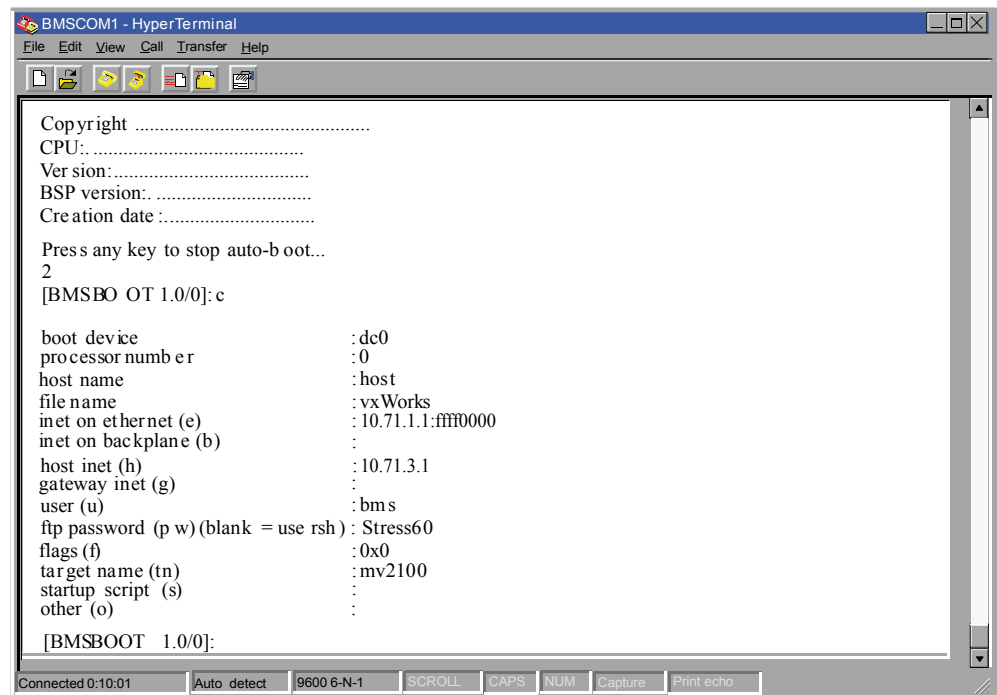 BMSCOM1 - HyperTerminal
File Edit View Call Transfer Help
Copyright ...............................................
CPU:. ..........................................
Version:.......................................
BSP version:. ...............................
Creation date :..............................
Press any key to stop auto-boot...
2
[BMSBOOT 1.0/0]: c
boot device : dc0
processor number : 0
host name : host
file name : vxWorks
inet on ethernet (e) : 10.71.1.1:ffff0000
inet on backplane (b) :
host inet (h) : 10.71.3.1
gateway inet (g) :
user (u) : bms
ftp password (pw) (blank = use rsh) : Stress60
flags (f) : 0x0
target name (tn) : mv2100
startup script (s) :
other (o) :
[BMSBOOT 1.0/0]:
Connected 0:10:01 Auto detect 9600 6-N-1 SCROLL CAPS NUM Capture Print echo